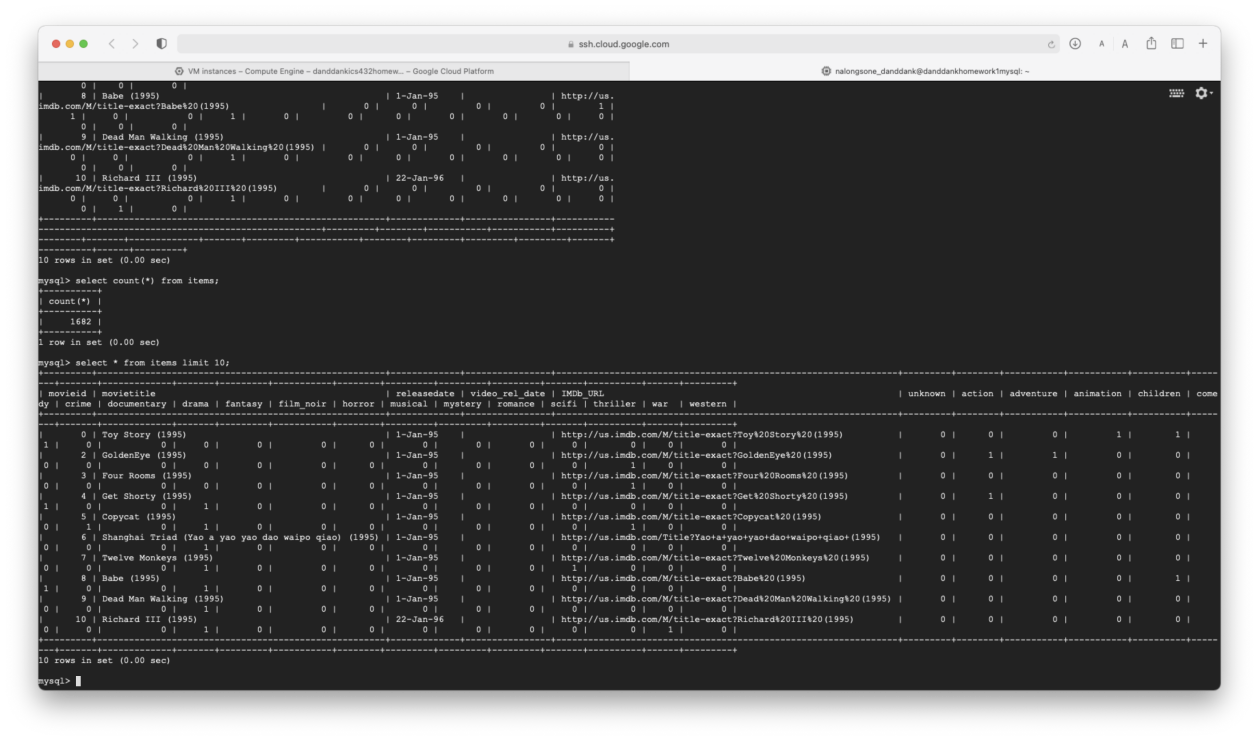 ssh.cloud.google.com
A A
VM instances – Compute Engine – danddankics432homew... – Google Cloud Platform
nalongsone_danddank@danddankhomework1mysql: ~
0 | 0 | 0 |
| 8 | Babe (1995) | 1-Jan-95 | | http://us.
imdb.com/M/title-exact?Babe%20(1995) | 0 | 0 | 0 | 0 | 1 |
1 | 0 | 0 | 1 | 0 | 0 | 0 | 0 | 0 | 0 |
0 | 0 | 0 |
| 9 | Dead Man Walking (1995) | 1-Jan-95 | | http://us.
imdb.com/M/title-exact?Dead%20Man%20Walking%20(1995) | 0 | 0 | 0 | 0 | 0 |
0 | 0 | 0 | 1 | 0 | 0 | 0 | 0 | 0 | 0 |
0 | 0 | 0 |
| 10 | Richard III (1995) | 22-Jan-96 | | http://us.
imdb.com/M/title-exact?Richard%20III%20(1995) | 0 | 0 | 0 | 0 | 0 |
0 | 0 | 0 | 1 | 0 | 0 | 0 | 0 | 0 | 0 |
0 | 1 | 0 |
10 rows in set (0.00 sec)
mysql> select count(*) from items;
| count(*) |
| 1682 |
1 row in set (0.00 sec)
mysql> select * from items limit 10;
| movieid | movietitle | releasedate | video_rel_date | IMDb_URL | unknown | action | adventure | animation | children | come
dy | crime | documentary | drama | fantasy | film_noir | horror | musical | mystery | romance | scifi | thriller | war | western |
| 0 | Toy Story (1995) | 1-Jan-95 | | http://us.imdb.com/M/title-exact?Toy%20Story%20(1995) | 0 | 0 | 0 | 1 | 1 |
1 | 0 | 0 | 0 | 0 | 0 | 0 | 0 | 0 | 0 | 0 | 0 | 0 | 0 |
| 2 | GoldenEye (1995) | 1-Jan-95 | | http://us.imdb.com/M/title-exact?GoldenEye%20(1995) | 0 | 1 | 1 | 0 | 0 |
0 | 0 | 0 | 0 | 0 | 0 | 0 | 0 | 0 | 0 | 0 | 1 | 0 | 0 |
| 3 | Four Rooms (1995) | 1-Jan-95 | | http://us.imdb.com/M/title-exact?Four%20Rooms%20(1995) | 0 | 0 | 0 | 0 | 0 |
0 | 0 | 0 | 0 | 0 | 0 | 0 | 0 | 0 | 0 | 0 | 1 | 0 | 0 |
| 4 | Get Shorty (1995) | 1-Jan-95 | | http://us.imdb.com/M/title-exact?Get%20Shorty%20(1995) | 0 | 1 | 0 | 0 | 0 |
1 | 0 | 0 | 1 | 0 | 0 | 0 | 0 | 0 | 0 | 0 | 0 | 0 | 0 |
| 5 | Copycat (1995) | 1-Jan-95 | | http://us.imdb.com/M/title-exact?Copycat%20(1995) | 0 | 0 | 0 | 0 | 0 |
0 | 1 | 0 | 1 | 0 | 0 | 0 | 0 | 0 | 0 | 0 | 1 | 0 | 0 |
| 6 | Shanghai Triad (Yao a yao yao dao waipo qiao) (1995) | 1-Jan-95 | | http://us.imdb.com/Title?Yao+a+yao+yao+dao+waipo+qiao+(1995) | 0 | 0 | 0 | 0 | 0 |
0 | 0 | 0 | 1 | 0 | 0 | 0 | 0 | 0 | 0 | 0 | 0 | 0 | 0 |
| 7 | Twelve Monkeys (1995) | 1-Jan-95 | | http://us.imdb.com/M/title-exact?Twelve%20Monkeys%20(1995) | 0 | 0 | 0 | 0 | 0 |
0 | 0 | 0 | 1 | 0 | 0 | 0 | 0 | 0 | 0 | 1 | 0 | 0 | 0 |
| 8 | Babe (1995) | 1-Jan-95 | | http://us.imdb.com/M/title-exact?Babe%20(1995) | 0 | 0 | 0 | 0 | 1 |
1 | 0 | 0 | 1 | 0 | 0 | 0 | 0 | 0 | 0 | 0 | 0 | 0 | 0 |
| 9 | Dead Man Walking (1995) | 1-Jan-95 | | http://us.imdb.com/M/title-exact?Dead%20Man%20Walking%20(1995) | 0 | 0 | 0 | 0 | 0 |
0 | 0 | 0 | 1 | 0 | 0 | 0 | 0 | 0 | 0 | 0 | 0 | 0 | 0 |
| 10 | Richard III (1995) | 22-Jan-96 | | http://us.imdb.com/M/title-exact?Richard%20III%20(1995) | 0 | 0 | 0 | 0 | 0 |
0 | 0 | 0 | 1 | 0 | 0 | 0 | 0 | 0 | 0 | 0 | 0 | 1 | 0 |
10 rows in set (0.00 sec)
mysql>